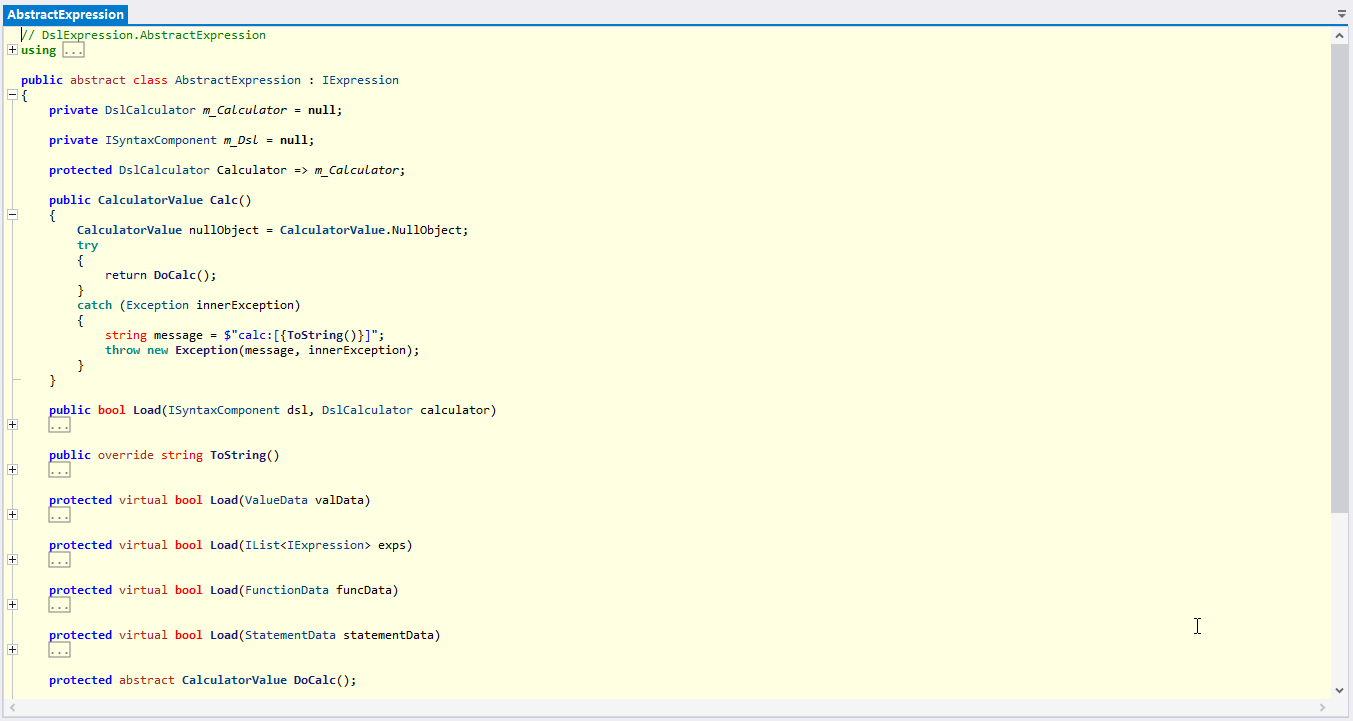 AbstractExpression
// DslExpression.AbstractExpression
using ...
public abstract class AbstractExpression : IExpression
{
private DslCalculator m_Calculator = null;
private ISyntaxComponent m_Dsl = null;
protected DslCalculator Calculator => m_Calculator;
public CalculatorValue Calc()
{
CalculatorValue nullObject = CalculatorValue.NullObject;
try
{
return DoCalc();
}
catch (Exception innerException)
{
string message = $"calc:[{ToString()}]";
throw new Exception(message, innerException);
}
}
public bool Load(ISyntaxComponent dsl, DslCalculator calculator)
...
public override string ToString()
...
protected virtual bool Load(ValueData valData)
...
protected virtual bool Load(IList<IExpression> exps)
...
protected virtual bool Load(FunctionData funcData)
...
protected virtual bool Load(StatementData statementData)
...
protected abstract CalculatorValue DoCalc();